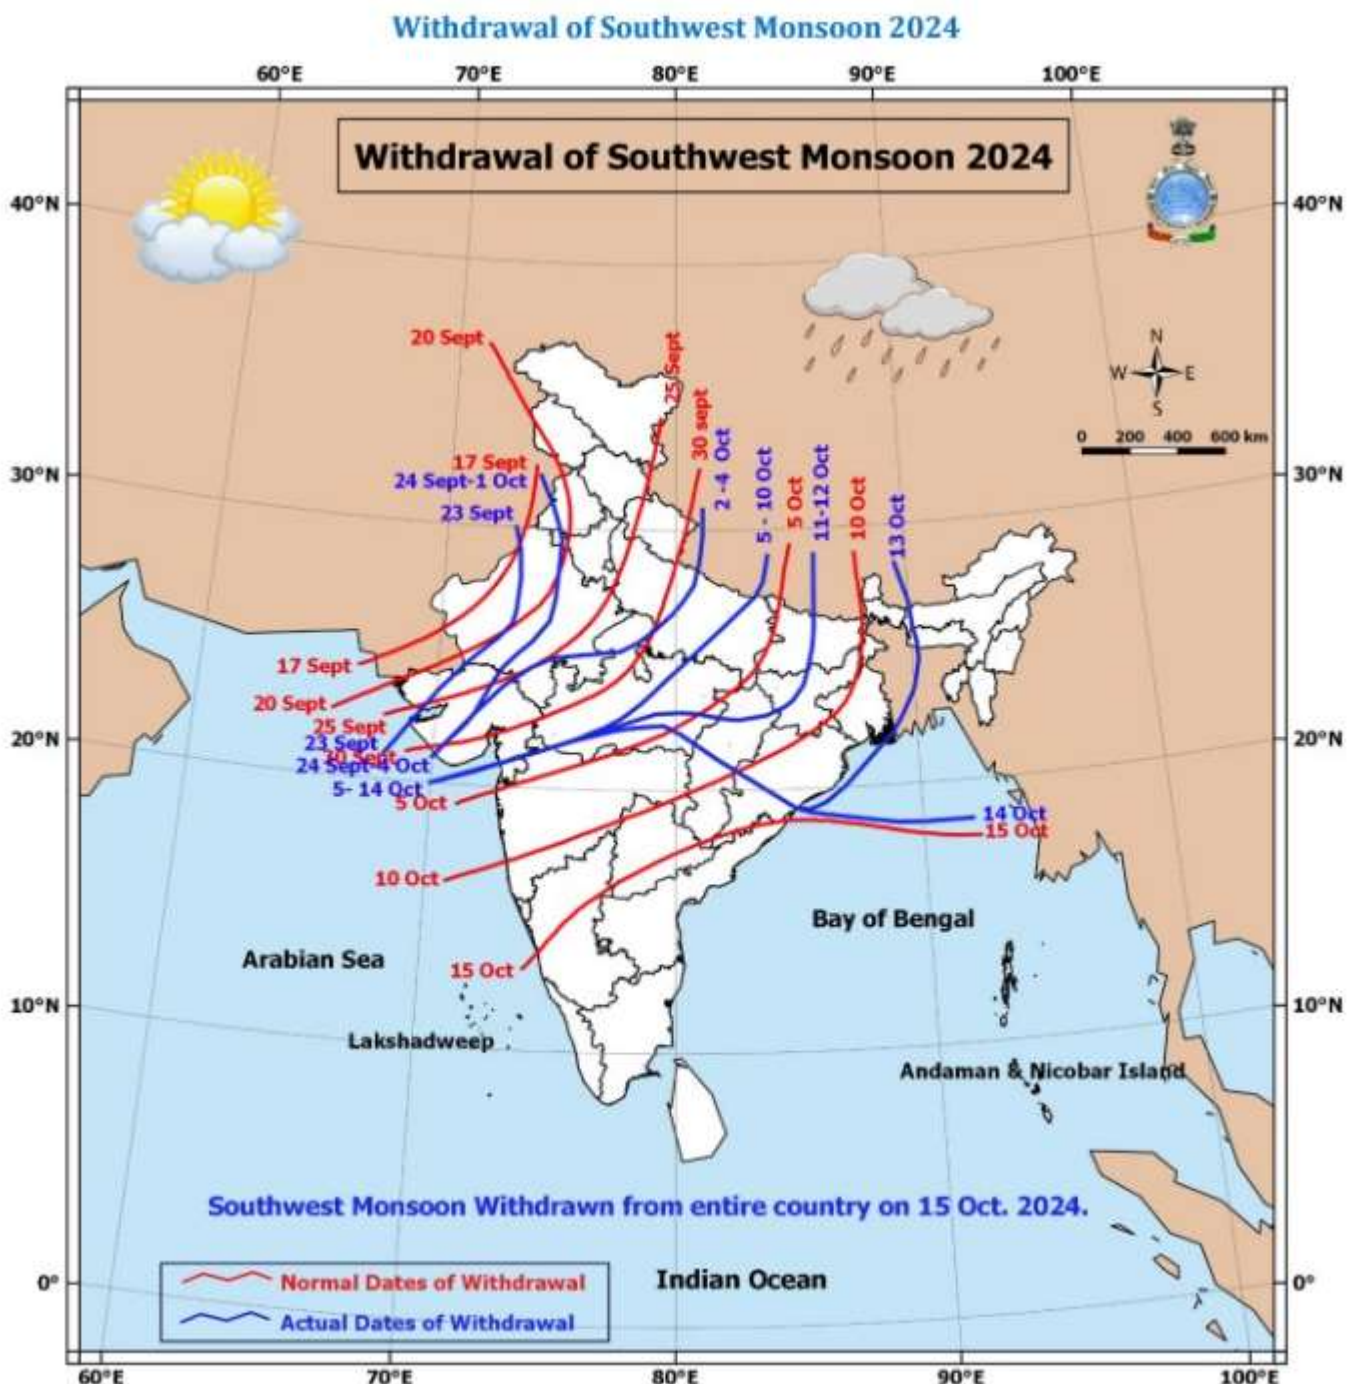 Withdrawal of Southwest Monsoon 2024
60°E 70°E 80°E 90°E 100°E
Withdrawal of Southwest Monsoon 2024
40°N 40°N
20 Sept
25 Sept
N
W E
S
30 sept
2 -4 Oct
0 200 400 600 km
17 Sept
30°N 30°N
24 Sept-1 Oct
23 Sept
5 - 10 Oct
5 Oct
11-12 Oct
10 Oct
13 Oct
17 Sept
20 Sept
25 Sept
23 Sept
20°N 20°N
30 Sept
24 Sept-4 Oct
5- 14 Oct
5 Oct
14 Oct
15 Oct
10 Oct
Bay of Bengal
Arabian Sea
15 Oct
10°N 10°N
Lakshadweep
Andaman & Nicobar Island
Southwest Monsoon Withdrawn from entire country on 15 Oct. 2024.
0° 0°
Normal Dates of Withdrawal
Indian Ocean
Actual Dates of Withdrawal
60°E 70°E 80°E 90°E 100°E